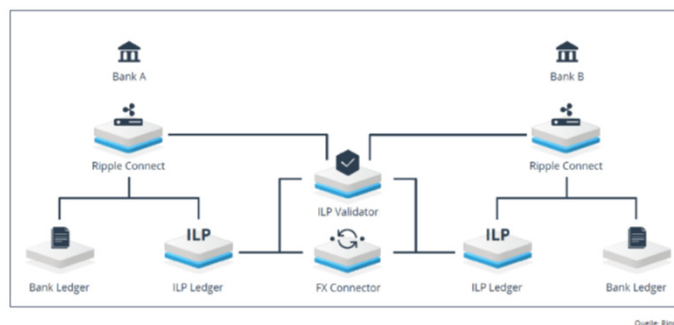 Bank A
Bank B
Ripple Connect
Ripple Connect
ILP Validator
ILP
ILP
Bank Ledger
ILP Ledger
FX Connector
ILP Ledger
Bank Ledger
Quelle: